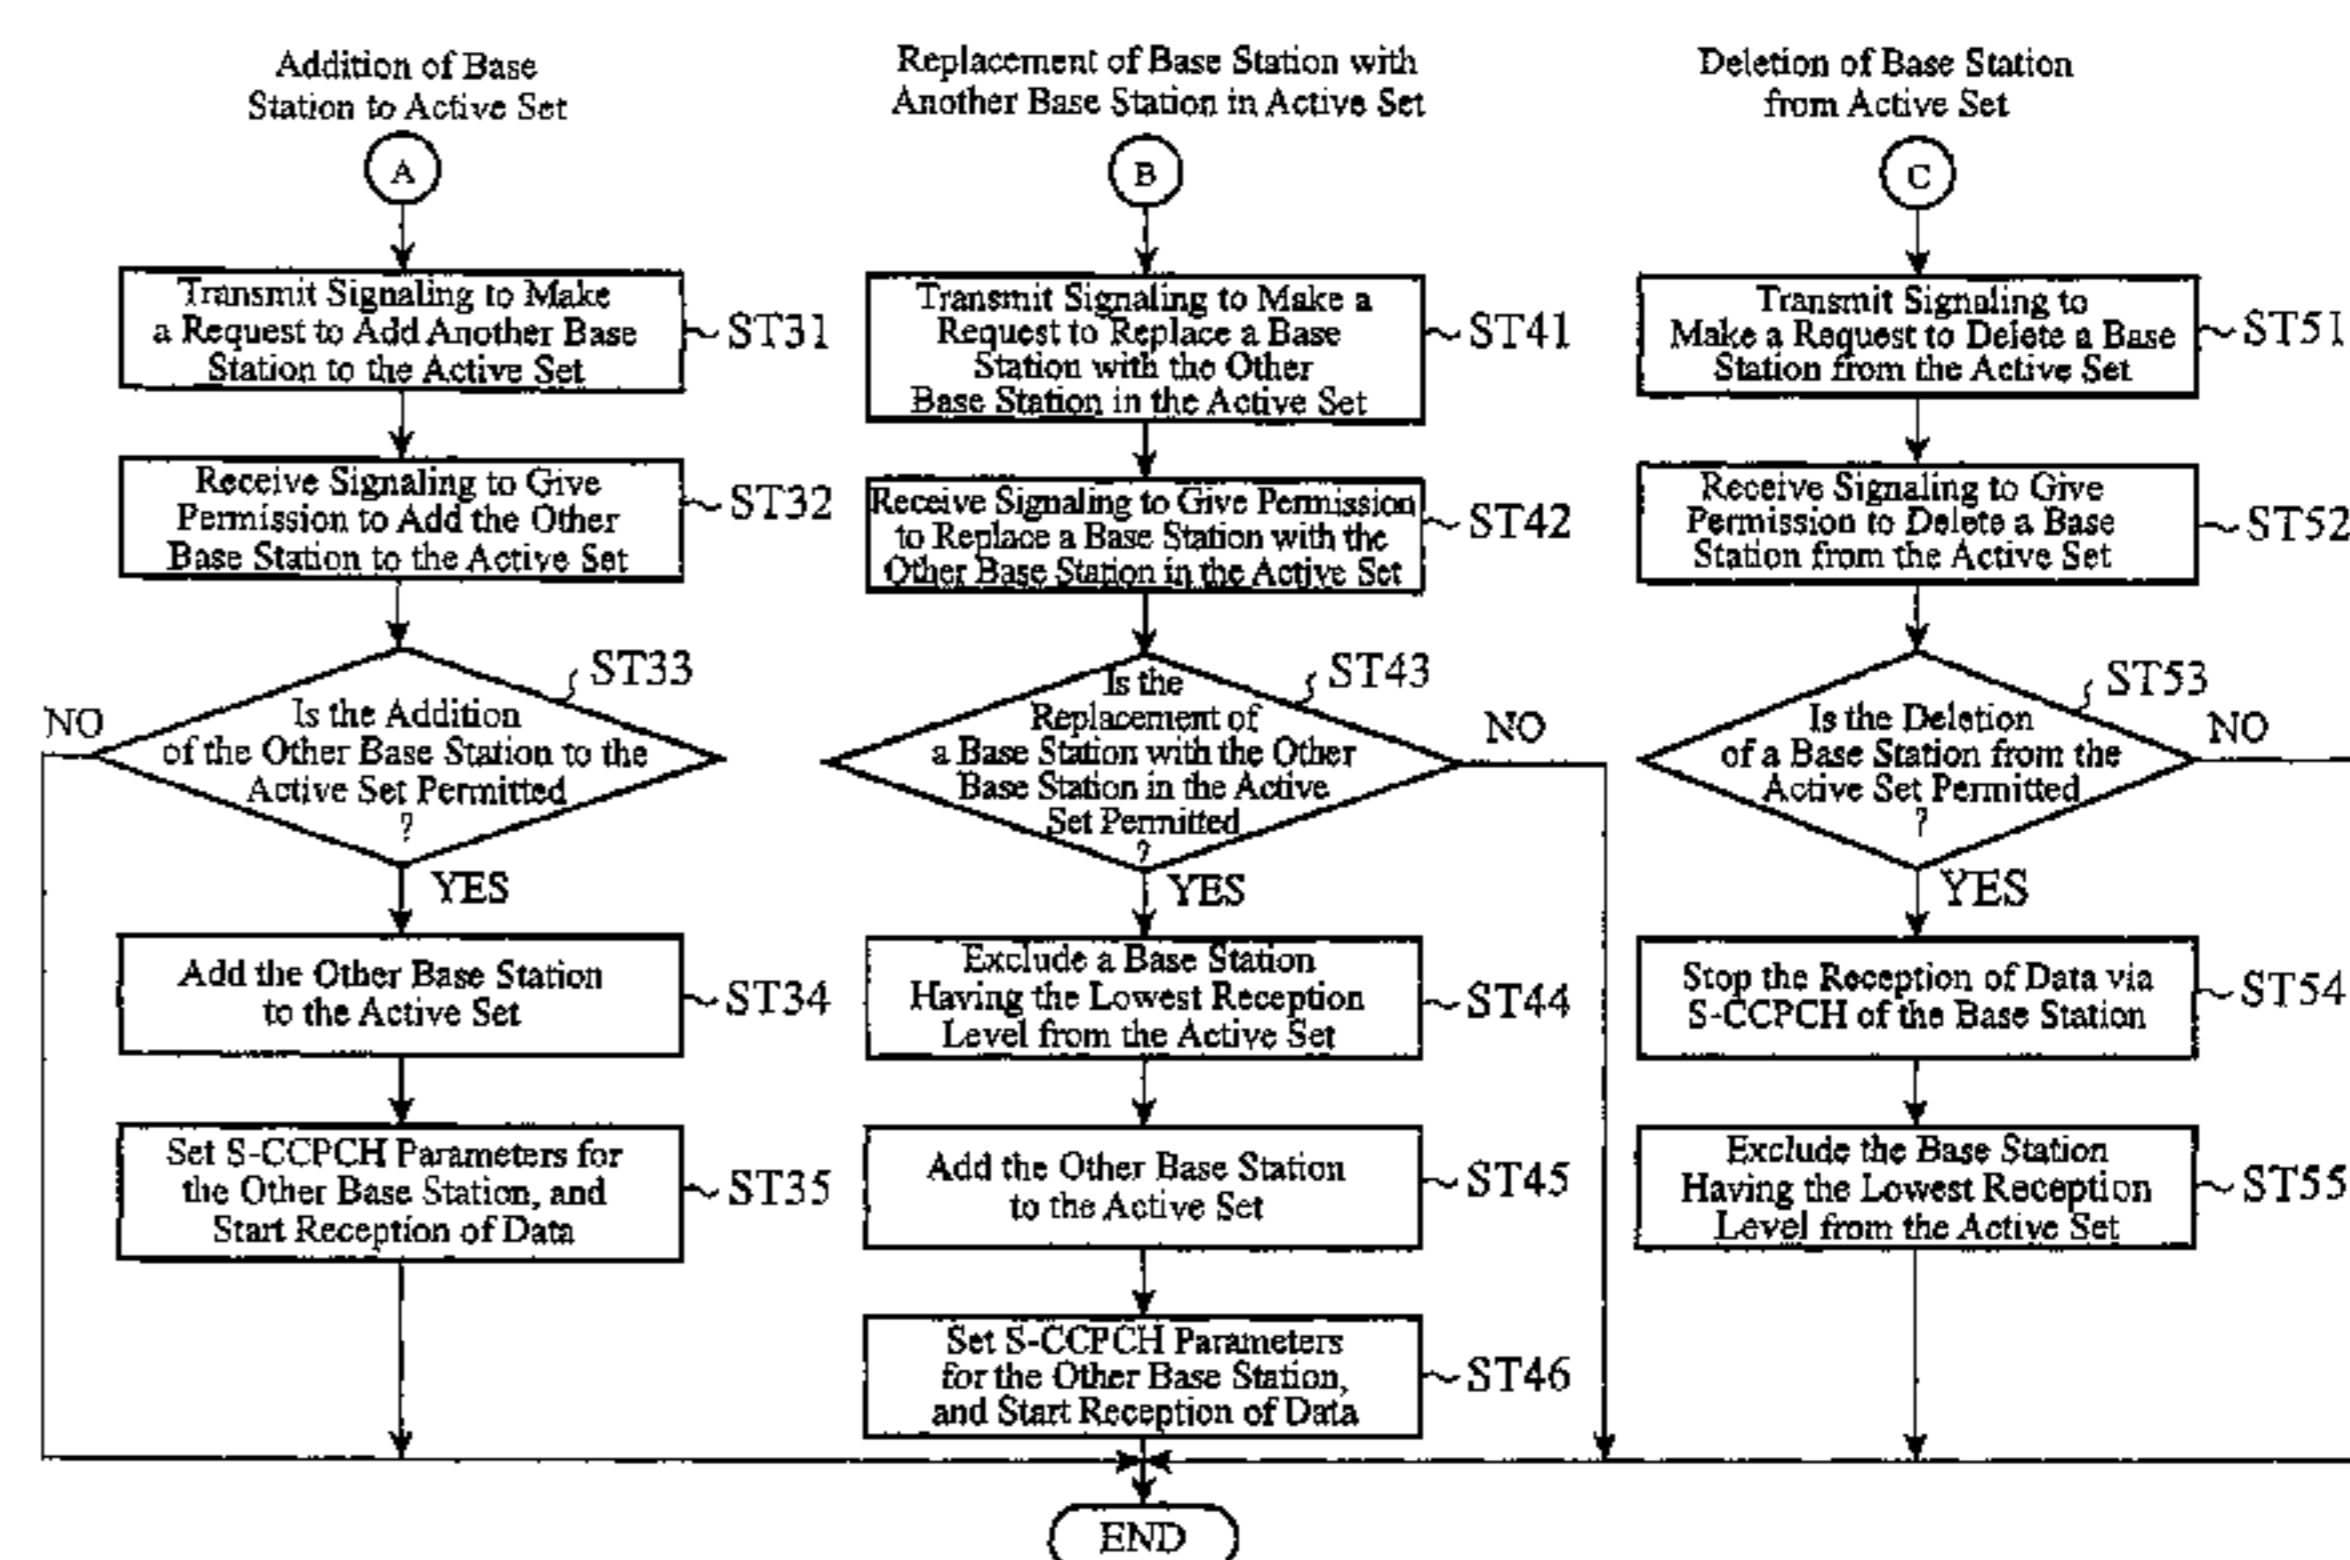 Addition of Base
Station to Active Set
A
Transmit Signaling to Make
a Request to Add Another Base
Station to the Active Set
ST31
Receive Signaling to Give
Permission to Add the Other
Base Station to the Active Set
ST32
ST33
NO
Is the Addition
of the Other Base Station to the
Active Set Permitted
?
YES
Add the Other Base Station
to the Active Set
ST34
Set S-CCPCH Parameters for
the Other Base Station, and
Start Reception of Data
ST35
Replacement of Base Station with
Another Base Station in Active Set
B
Transmit Signaling to Make a
Request to Replace a Base
Station with the Other
Base Station in the Active Set
ST41
Receive Signaling to Give Permission
to Replace a Base Station with the
Other Base Station in the Active Set
ST42
ST43
Is the
Replacement of
a Base Station with the Other
Base Station in the Active
Set Permitted
?
NO
YES
Exclude a Base Station
Having the Lowest Reception
Level from the Active Set
ST44
Add the Other Base Station
to the Active Set
ST45
Set S-CCPCH Parameters
for the Other Base Station,
and Start Reception of Data
ST46
Deletion of Base Station
from Active Set
C
Transmit Signaling to
Make a Request to Delete a Base
Station from the Active Set
ST51
Receive Signaling to Give
Permission to Delete a Base
Station from the Active Set
ST52
ST53
Is the Deletion
of a Base Station from the
Active Set Permitted
?
NO
YES
Stop the Reception of Data via
S-CCPCH of the Base Station
ST54
Exclude the Base Station
Having the Lowest Reception
Level from the Active Set
ST55
END